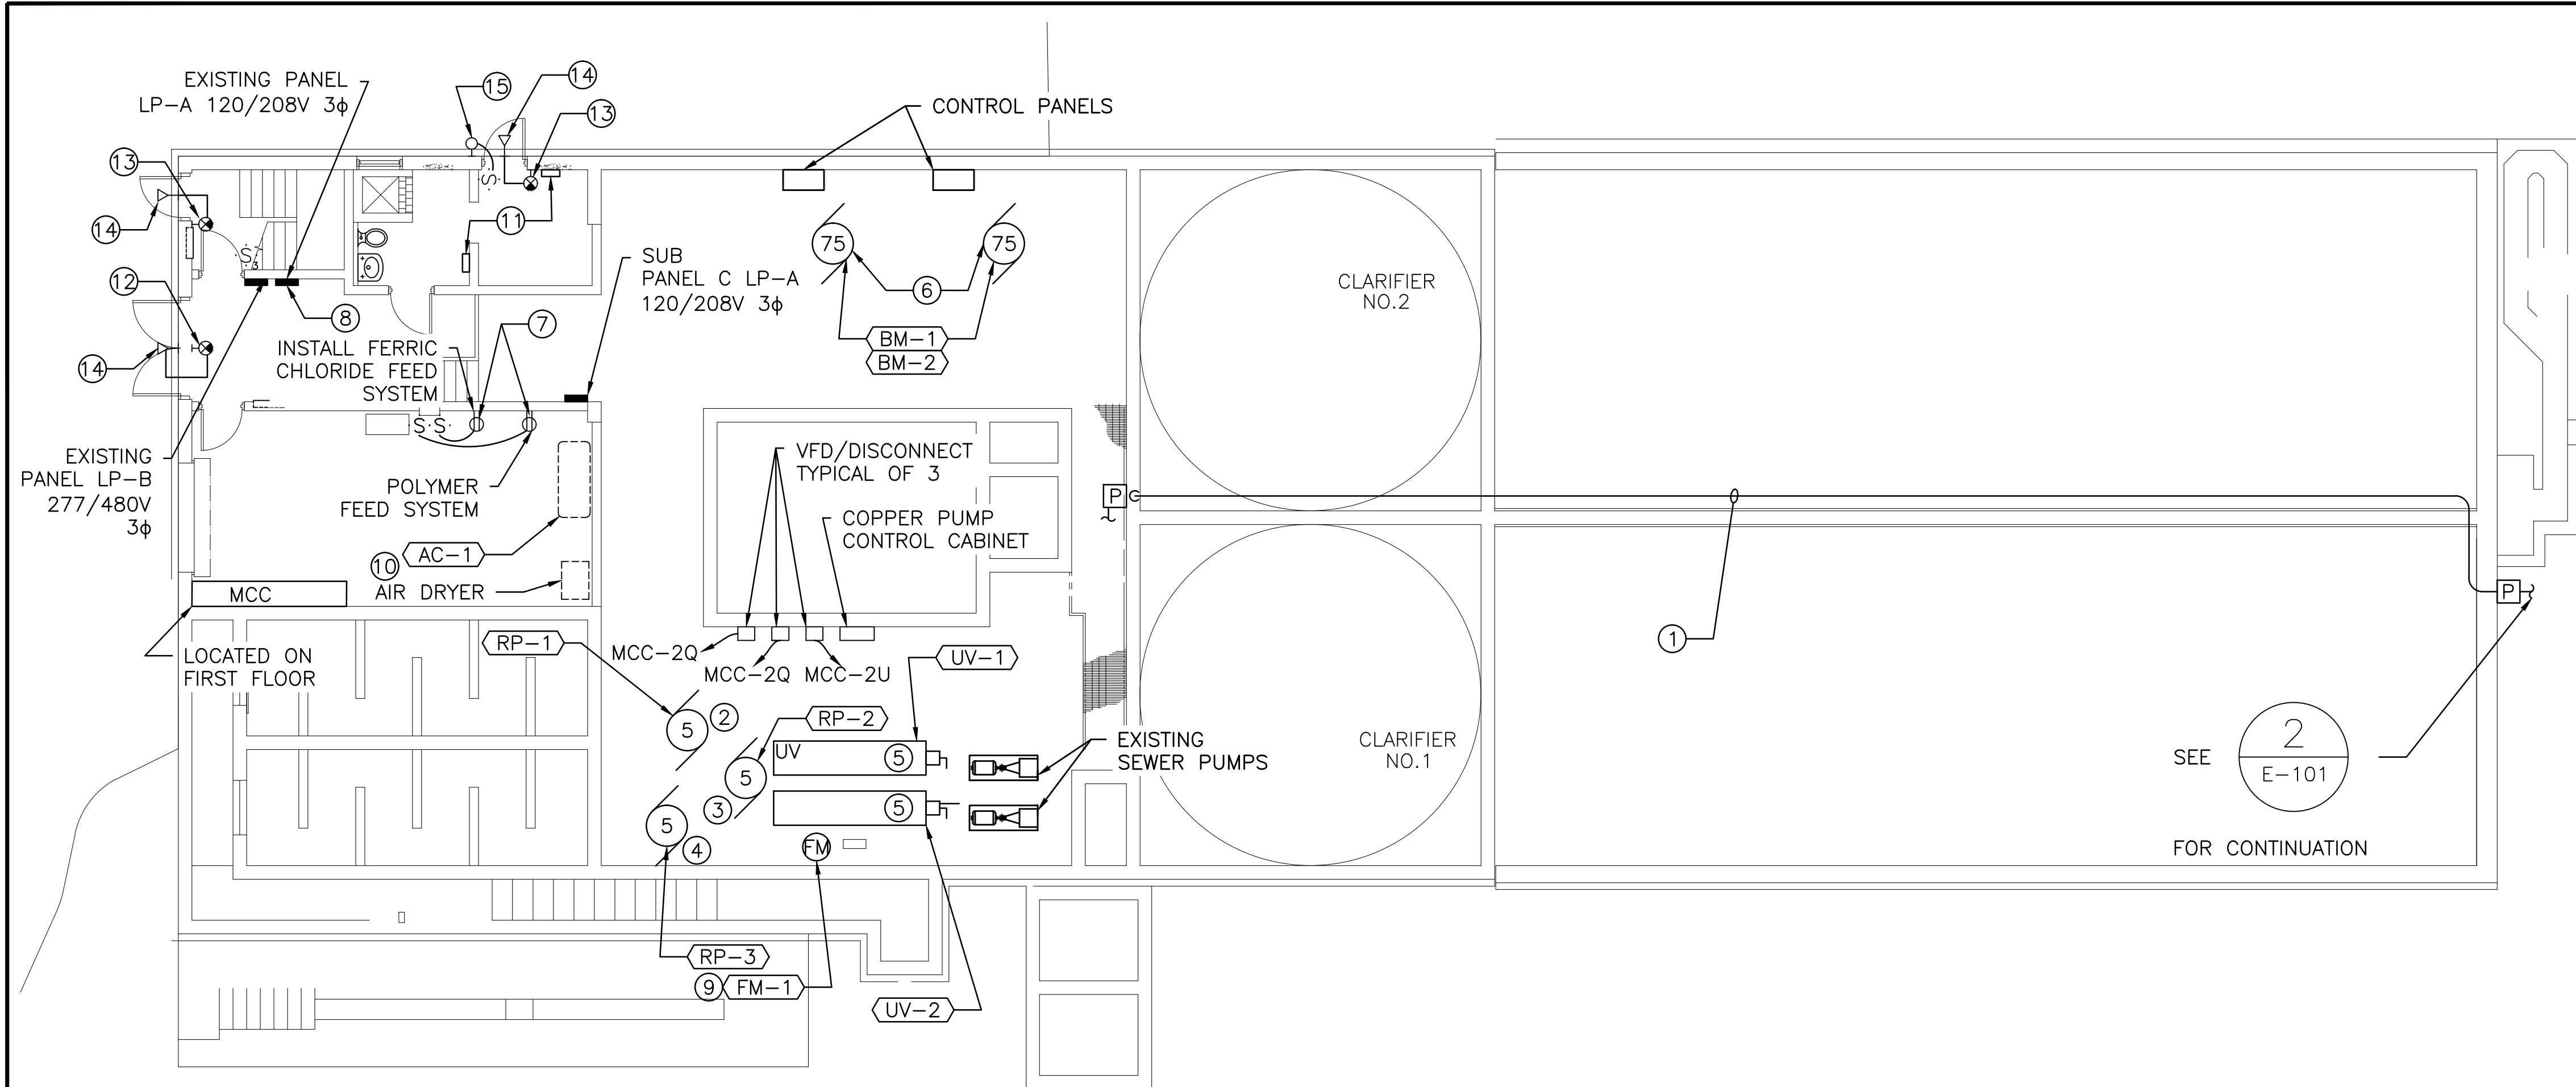 EXISTING PANEL
LP-A 120/208V 3ϕ
15
14
13
CONTROL PANELS
13
14
S
S
3
11
12
8
14
SUB
PANEL C LP-A
120/208V 3ϕ
75
75
6
BM-1
BM-2
CLARIFIER
NO.2
7
INSTALL FERRIC
CHLORIDE FEED
SYSTEM
S S
EXISTING
PANEL LP-B
277/480V
3ϕ
POLYMER
FEED SYSTEM
VFD/DISCONNECT
TYPICAL OF 3
COPPER PUMP
CONTROL CABINET
P
P
10
AC-1
AIR DRYER
MCC
LOCATED ON
FIRST FLOOR
RP-1
MCC-2Q
MCC-2Q
MCC-2U
UV-1
1
5
2
RP-2
UV
5
5
3
5
5
4
FM
EXISTING
SEWER PUMPS
CLARIFIER
NO.1
SEE
2
E-101
FOR CONTINUATION
RP-3
9
FM-1
UV-2